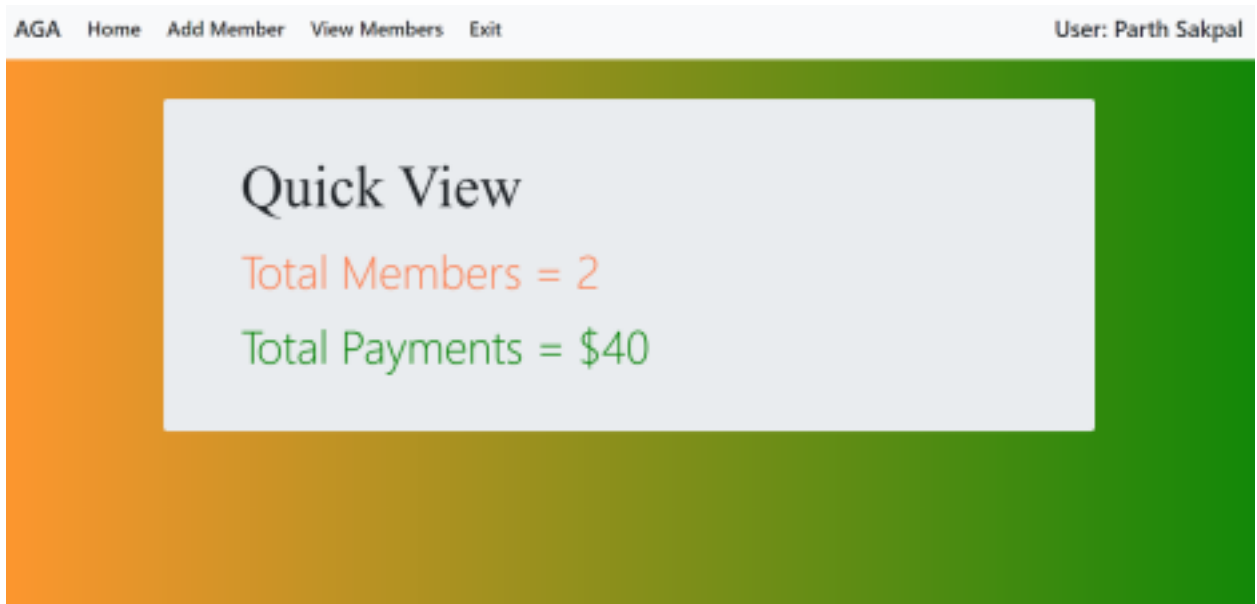 AGA Home Add Member View Members Exit User: Parth Sakpal
Quick View
Total Members = 2
Total Payments = $40